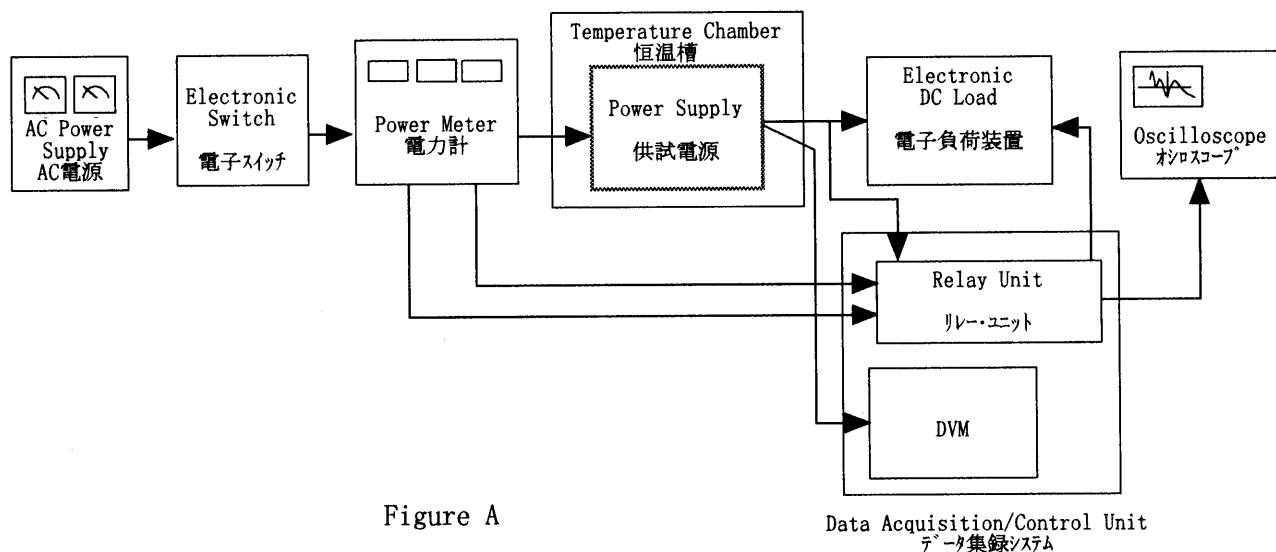 AC Power
Supply
AC電源
Electronic
Switch
電子ｽｲｯﾁ
Power Meter
電力計
Temperature Chamber
恒温槽
Power Supply
供試電源
Electronic
DC Load
電子負荷装置
Oscilloscope
ｵｼﾛｽｺｰﾌﾟ
Relay Unit
ﾘﾚｰ･ﾕﾆｯﾄ
DVM
Figure A
Data Acquisition/Control Unit
ﾃﾞｰﾀ集録ｼｽﾃﾑ